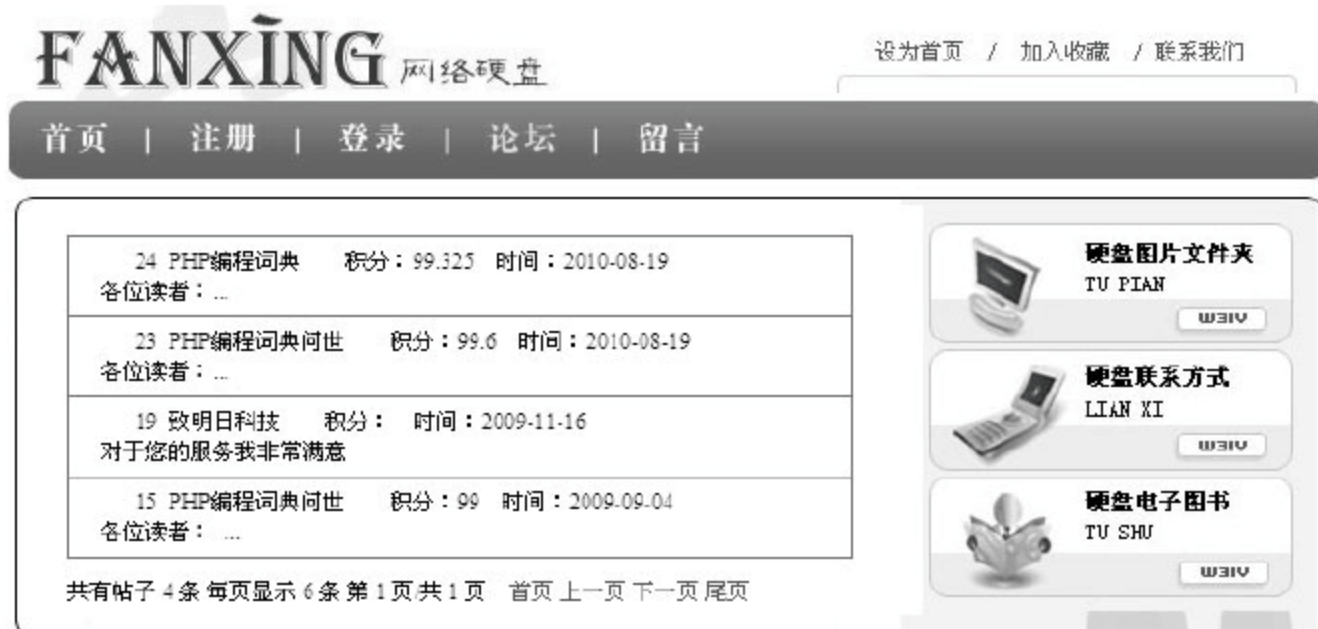 FANXÌNG 网络硬盘
设为首页 / 加入收藏 / 联系我们
首页 | 注册 | 登录 | 论坛 | 留言
24 PHP编程词典 积分：99.325 时间：2010-08-19
各位读者：...
23 PHP编程词典问世 积分：99.6 时间：2010-08-19
各位读者：...
19 致明日科技 积分： 时间：2009-11-16
对于您的服务我非常满意
15 PHP编程词典问世 积分：99 时间：2009-09-04
各位读者： ...
共有帖子 4 条 每页显示 6 条 第 1 页/共 1 页 首页 上一页 下一页 尾页
硬盘图片文件夹
TU PIAN
VIEW
硬盘联系方式
LIAN XI
VIEW
硬盘电子图书
TU SHU
VIEW